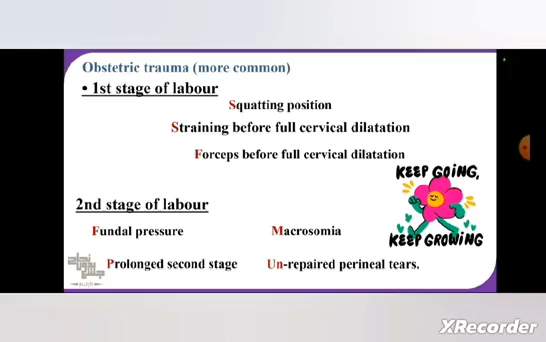 Obstetric trauma (more common)
• 1st stage of labour
Squatting position
Straining before full cervical dilatation
Forceps before full cervical dilatation
KEEP GOING,
KEEP GROWING
2nd stage of labour
Fundal pressure
Macrosomia
Prolonged second stage
Un-repaired perineal tears.
XRecorder